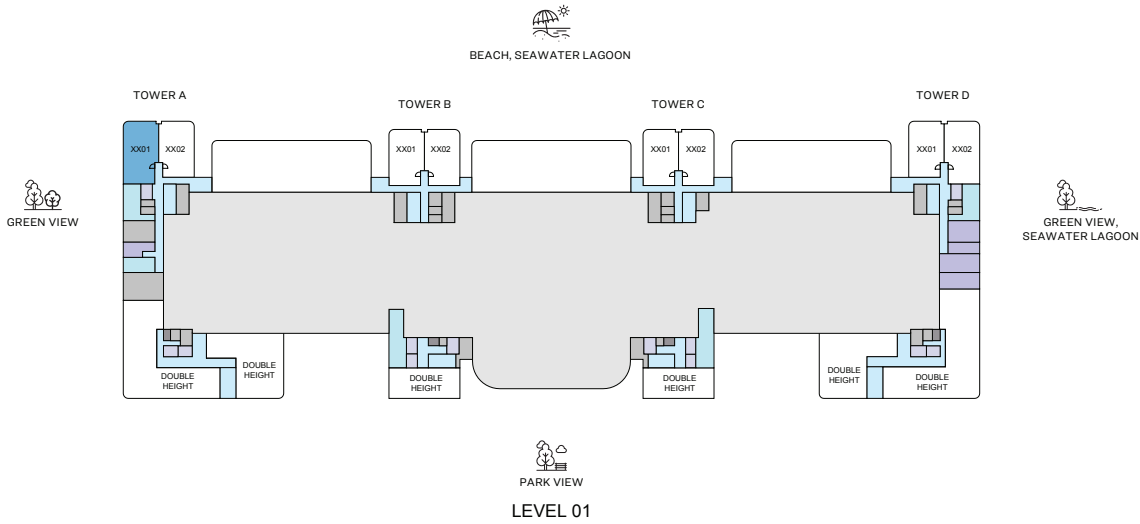 BEACH, SEAWATER LAGOON
TOWER A
TOWER B
TOWER C
TOWER D
XX01
XX02
XX01
XX02
XX01
XX02
XX01
XX02
GREEN VIEW
GREEN VIEW,
SEAWATER LAGOON
DOUBLE
HEIGHT
DOUBLE
HEIGHT
DOUBLE
HEIGHT
DOUBLE
HEIGHT
DOUBLE
HEIGHT
DOUBLE
HEIGHT
PARK VIEW
LEVEL 01